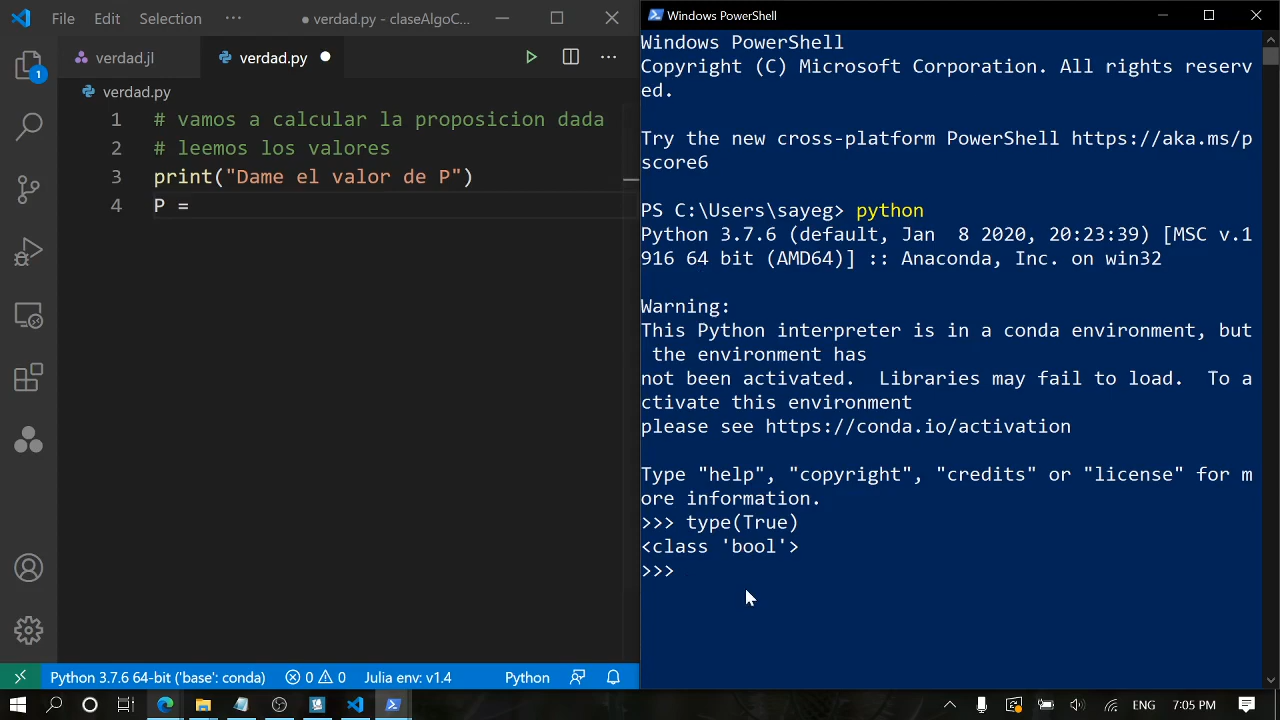 File Edit Selection ··· ● verdad.py - claseAlgoC...
verdad.jl verdad.py ●
verdad.py
1 # vamos a calcular la proposicion dada
2 # leemos los valores
3 print("Dame el valor de P")
4 P =
1
Python 3.7.6 64-bit ('base': conda) 0 0 Julia env: v1.4 Python
Windows PowerShell
Windows PowerShell
Copyright (C) Microsoft Corporation. All rights reserv
ed.
Try the new cross-platform PowerShell https://aka.ms/p
score6
PS C:\Users\sayeg> python
Python 3.7.6 (default, Jan  8 2020, 20:23:39) [MSC v.1
916 64 bit (AMD64)] :: Anaconda, Inc. on win32
Warning:
This Python interpreter is in a conda environment, but
 the environment has
not been activated.  Libraries may fail to load.  To a
ctivate this environment
please see https://conda.io/activation
Type "help", "copyright", "credits" or "license" for m
ore information.
>>> type(True)
<class 'bool'>
>>>
ENG 7:05 PM